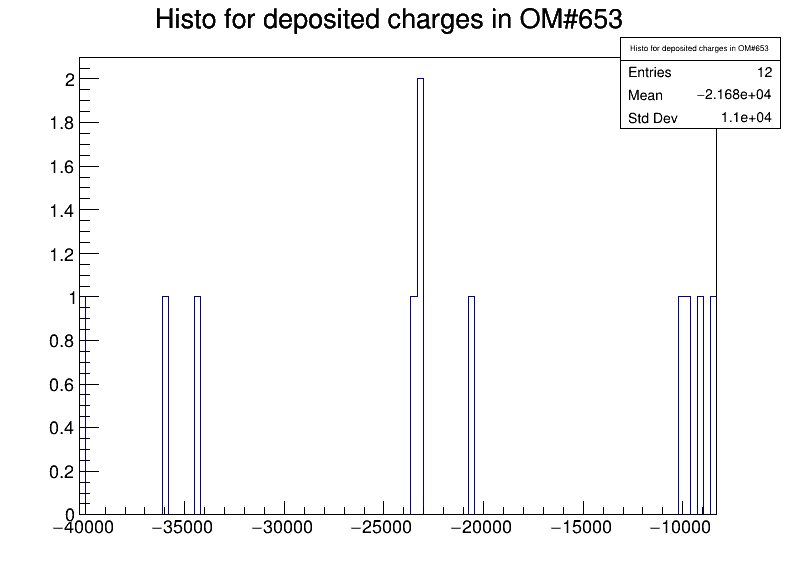 Histo for deposited charges in OM#653
Histo for deposited charges in OM#653
Entries 12
Mean −2.168e+04
Std Dev 1.1e+04
2
1.8
1.6
1.4
1.2
1
0.8
0.6
0.4
0.2
0
−40000 −35000 −30000 −25000 −20000 −15000 −10000